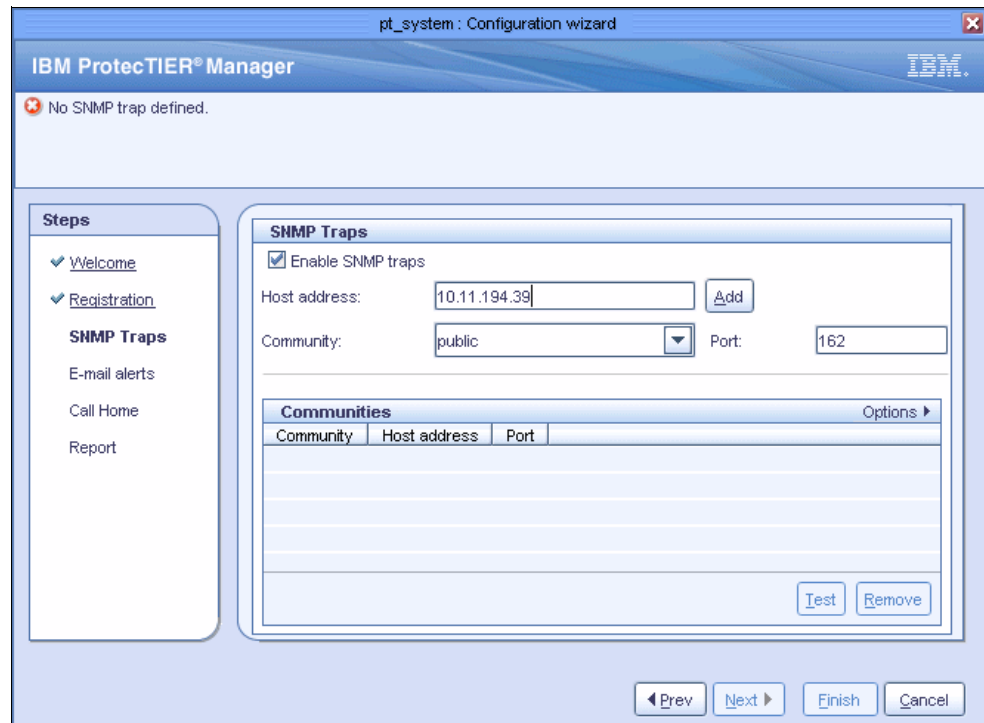 pt_system : Configuration wizard
IBM ProtecTIER® Manager
IBM.
No SNMP trap defined.
Steps
Welcome
Registration
SNMP Traps
E-mail alerts
Call Home
Report
SNMP Traps
Enable SNMP traps
Host address: 10.11.194.39 Add
Community: public Port: 162
Communities Options
Community Host address Port
Test Remove
Prev Next Finish Cancel